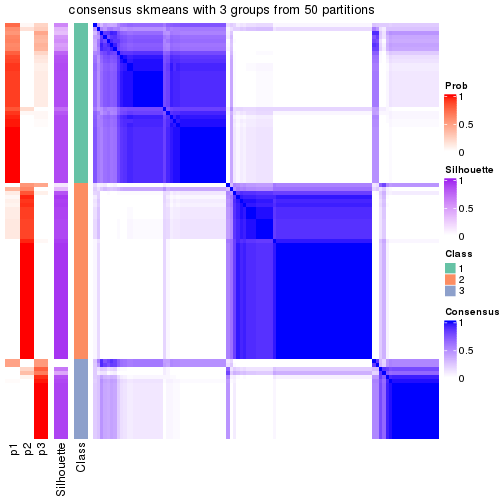 consensus skmeans with 3 groups from 50 partitions
Prob
1
0.5
0
Silhouette
1
0.5
0
Class
1
2
3
Consensus
1
0.5
0
p1
p2
p3
Silhouette
Class